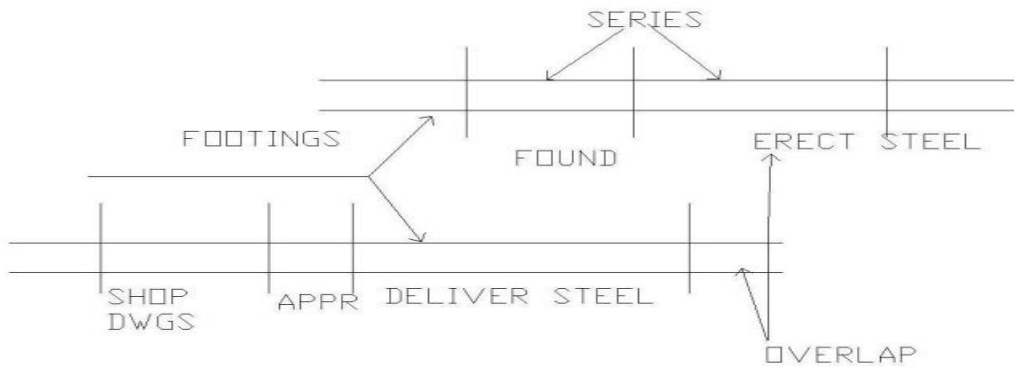 SERIES
FOOTINGS
FOUND
ERECT STEEL
SHOP
DWGS
APPR
DELIVER STEEL
OVERLAP